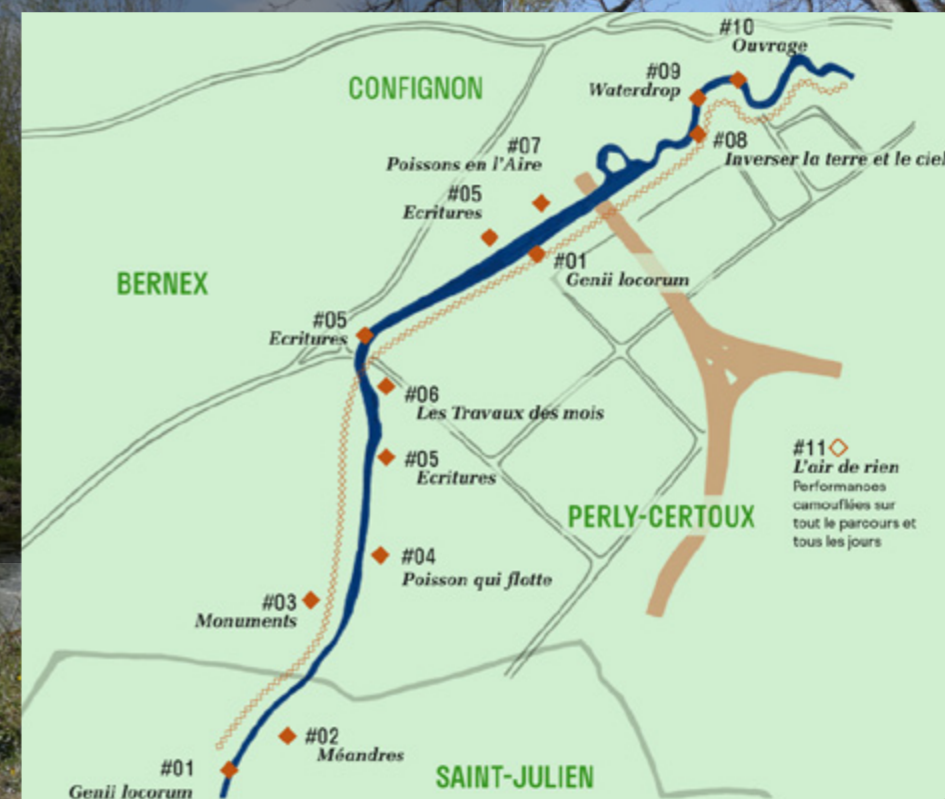 #10
Ouvrage
#09
Waterdrop
CONFIGNON
#07
Poissons en l'Aire
#08
Inverser la terre et le ciel
#05
Ecritures
#01
Genii locorum
BERNEX
#05
Ecritures
#06
Les Travaux des mois
#05
Ecritures
#11
L'air de rien
Performances
camouflées sur
tout le parcours et
tous les jours
PERLY-CERTOUX
#04
Poisson qui flotte
#03
Monuments
#02
Méandres
#01
Genii locorum
SAINT-JULIEN